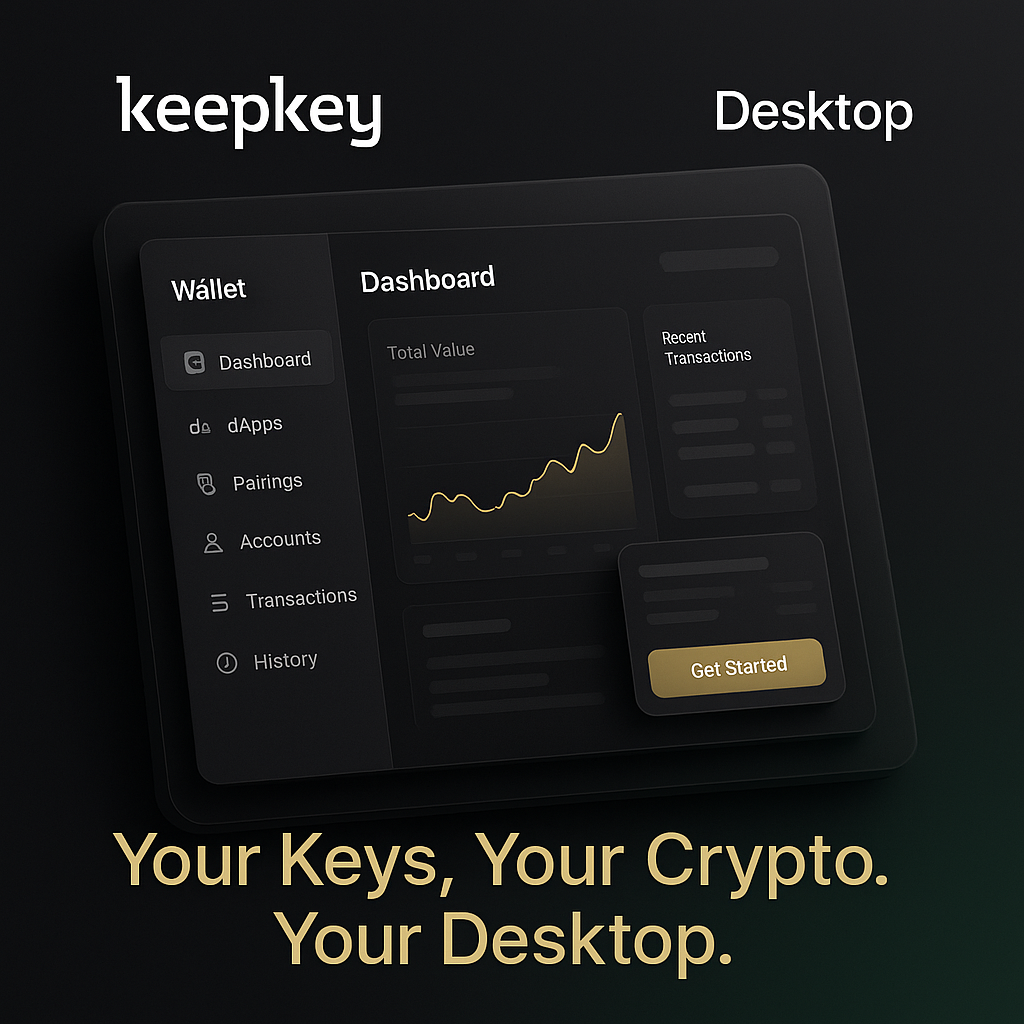 keepkey
Desktop
Wállet
Dashboard
dApps
Pairings
Accounts
Transactions
History
Dashboard
Total Value
Recent
Transactions
Get Started
Your Keys, Your Crypto.
Your Desktop.